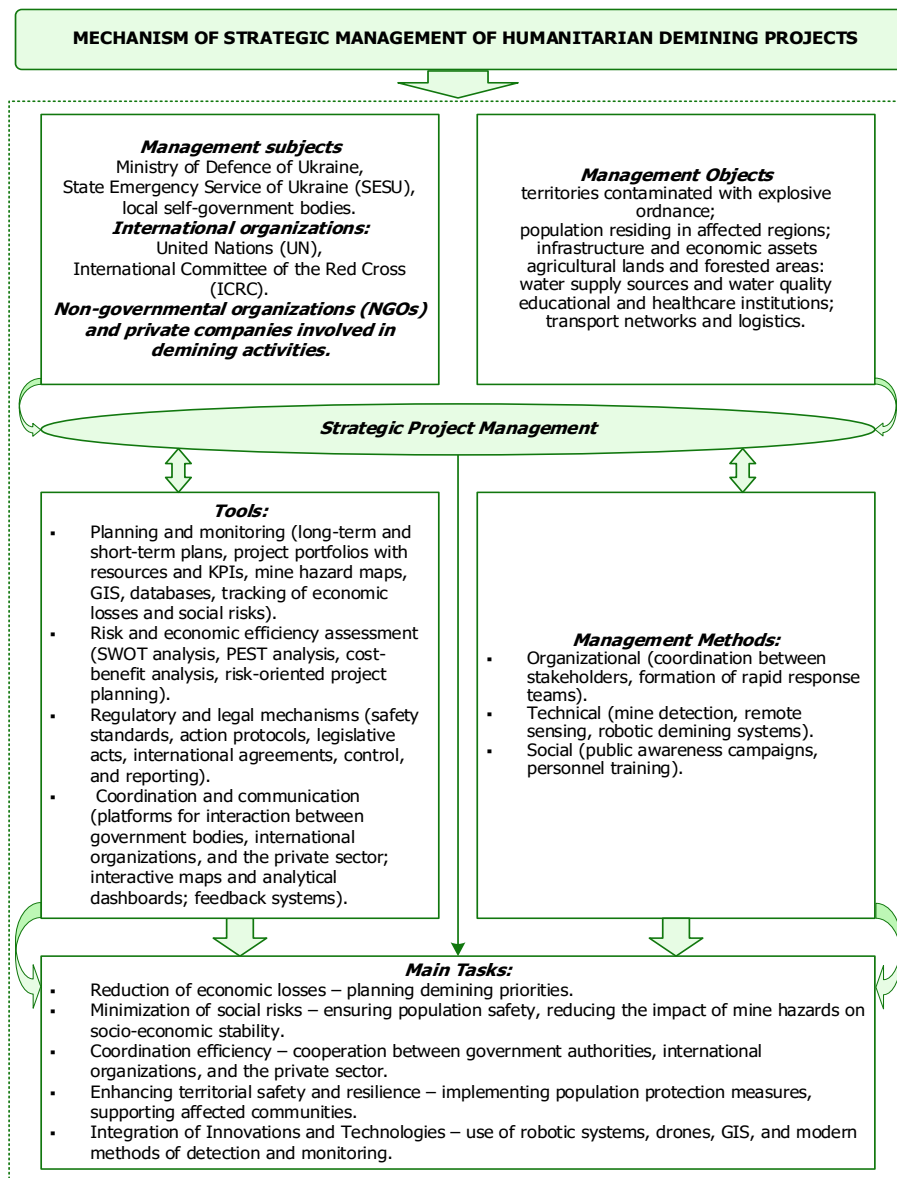 MECHANISM OF STRATEGIC MANAGEMENT OF HUMANITARIAN DEMINING PROJECTS
Management subjects
Ministry of Defence of Ukraine,
State Emergency Service of Ukraine (SESU),
local self-government bodies.
International organizations:
United Nations (UN),
International Committee of the Red Cross
(ICRC).
Non-governmental organizations (NGOs)
and private companies involved in
demining activities.
Management Objects
territories contaminated with explosive
ordnance;
population residing in affected regions;
infrastructure and economic assets
agricultural lands and forested areas:
water supply sources and water quality
educational and healthcare institutions;
transport networks and logistics.
Strategic Project Management
Tools:
▪ Planning and monitoring (long-term and
short-term plans, project portfolios with
resources and KPIs, mine hazard maps,
GIS, databases, tracking of economic
losses and social risks).
▪ Risk and economic efficiency assessment
(SWOT analysis, PEST analysis, cost-
benefit analysis, risk-oriented project
planning).
▪ Regulatory and legal mechanisms (safety
standards, action protocols, legislative
acts, international agreements, control,
and reporting).
▪ Coordination and communication
(platforms for interaction between
government bodies, international
organizations, and the private sector;
interactive maps and analytical
dashboards; feedback systems).
Management Methods:
▪ Organizational (coordination between
stakeholders, formation of rapid response
teams).
▪ Technical (mine detection, remote
sensing, robotic demining systems).
▪ Social (public awareness campaigns,
personnel training).
Main Tasks:
▪ Reduction of economic losses – planning demining priorities.
▪ Minimization of social risks – ensuring population safety, reducing the impact of mine hazards on
socio-economic stability.
▪ Coordination efficiency – cooperation between government authorities, international
organizations, and the private sector.
▪ Enhancing territorial safety and resilience – implementing population protection measures,
supporting affected communities.
▪ Integration of Innovations and Technologies – use of robotic systems, drones, GIS, and modern
methods of detection and monitoring.